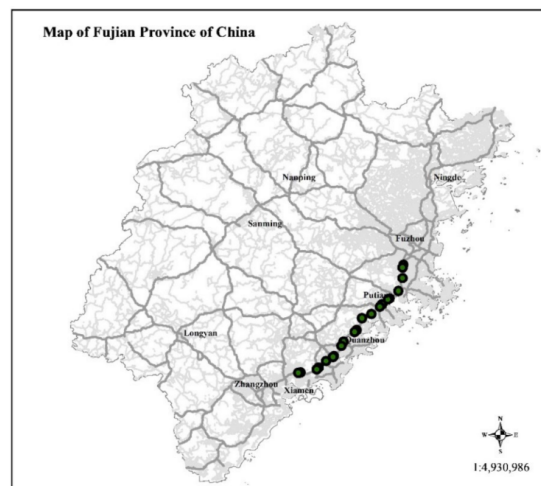 Map of Fujian Province of China
Nanping
Ningde
Sanming
Fuzhou
Putian
Longyan
Quanzhou
Zhangzhou
Xiamen
N
W E
S
1:4,930,986